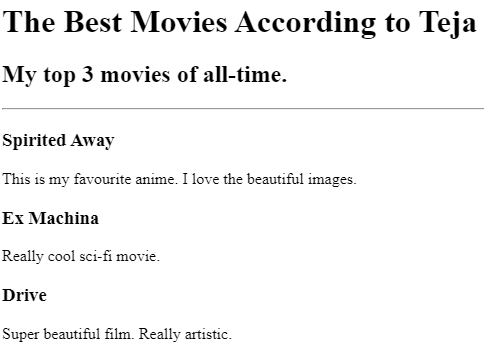 The Best Movies According to Teja
My top 3 movies of all-time.
Spirited Away
This is my favourite anime. I love the beautiful images.
Ex Machina
Really cool sci-fi movie.
Drive
Super beautiful film. Really artistic.